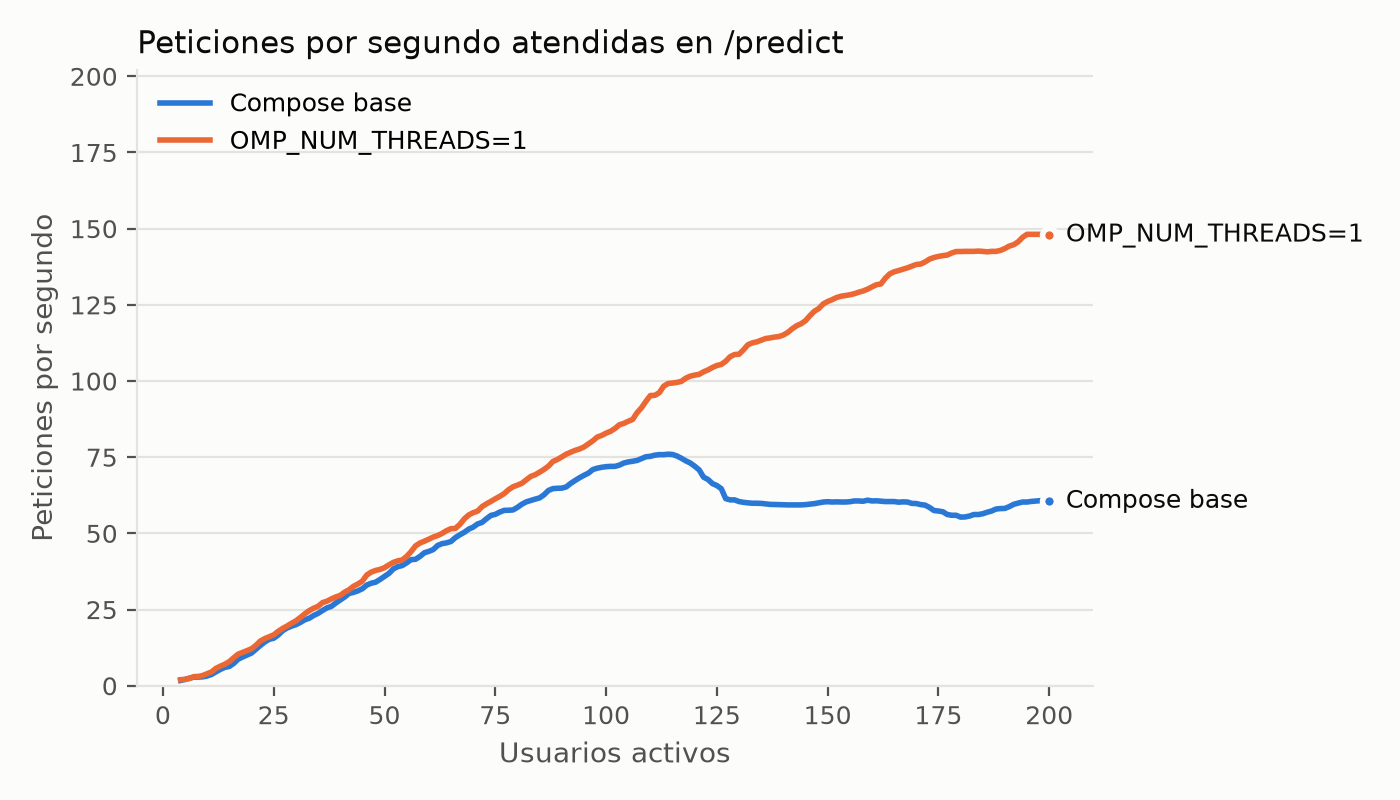 Peticiones por segundo atendidas en /predict
200
Compose base
OMP_NUM_THREADS=1
175
150
OMP_NUM_THREADS=1
125
100
75
50
Compose base
25
0
Peticiones por segundo
0 25 50 75 100 125 150 175 200
Usuarios activos